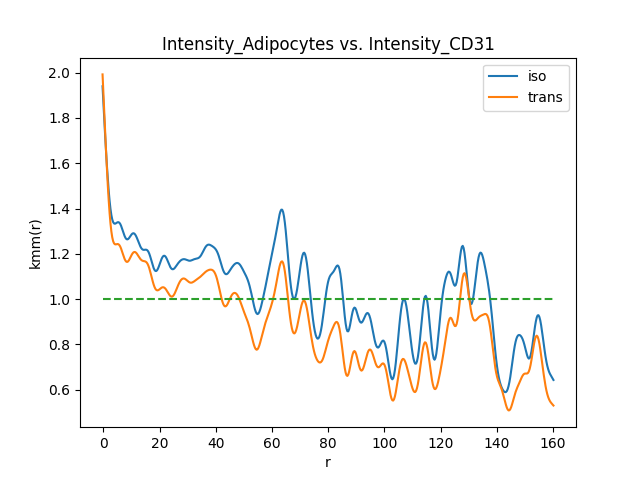 Intensity_Adipocytes vs. Intensity_CD31
iso
trans
kmm(r)
2.0
1.8
1.6
1.4
1.2
1.0
0.8
0.6
0 20 40 60 80 100 120 140 160
r